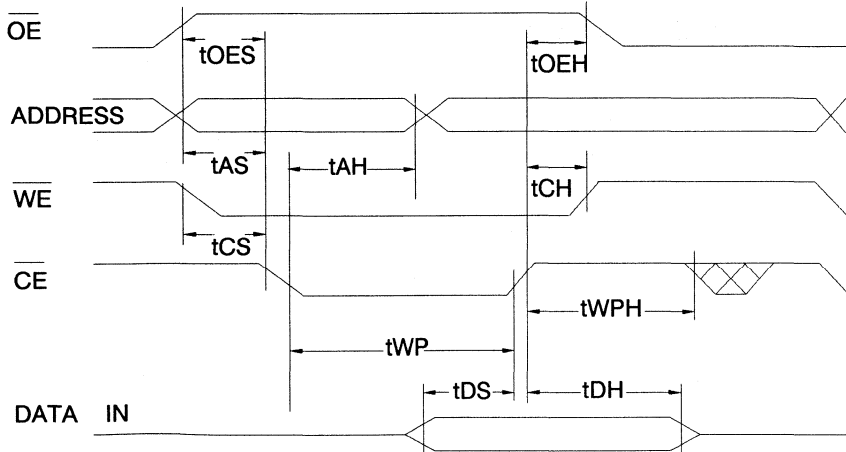 OE
tOES
tOEH
ADDRESS
tAS
tAH
tCH
WE
tCS
CE
tWPH
tWP
tDS
tDH
DATA IN